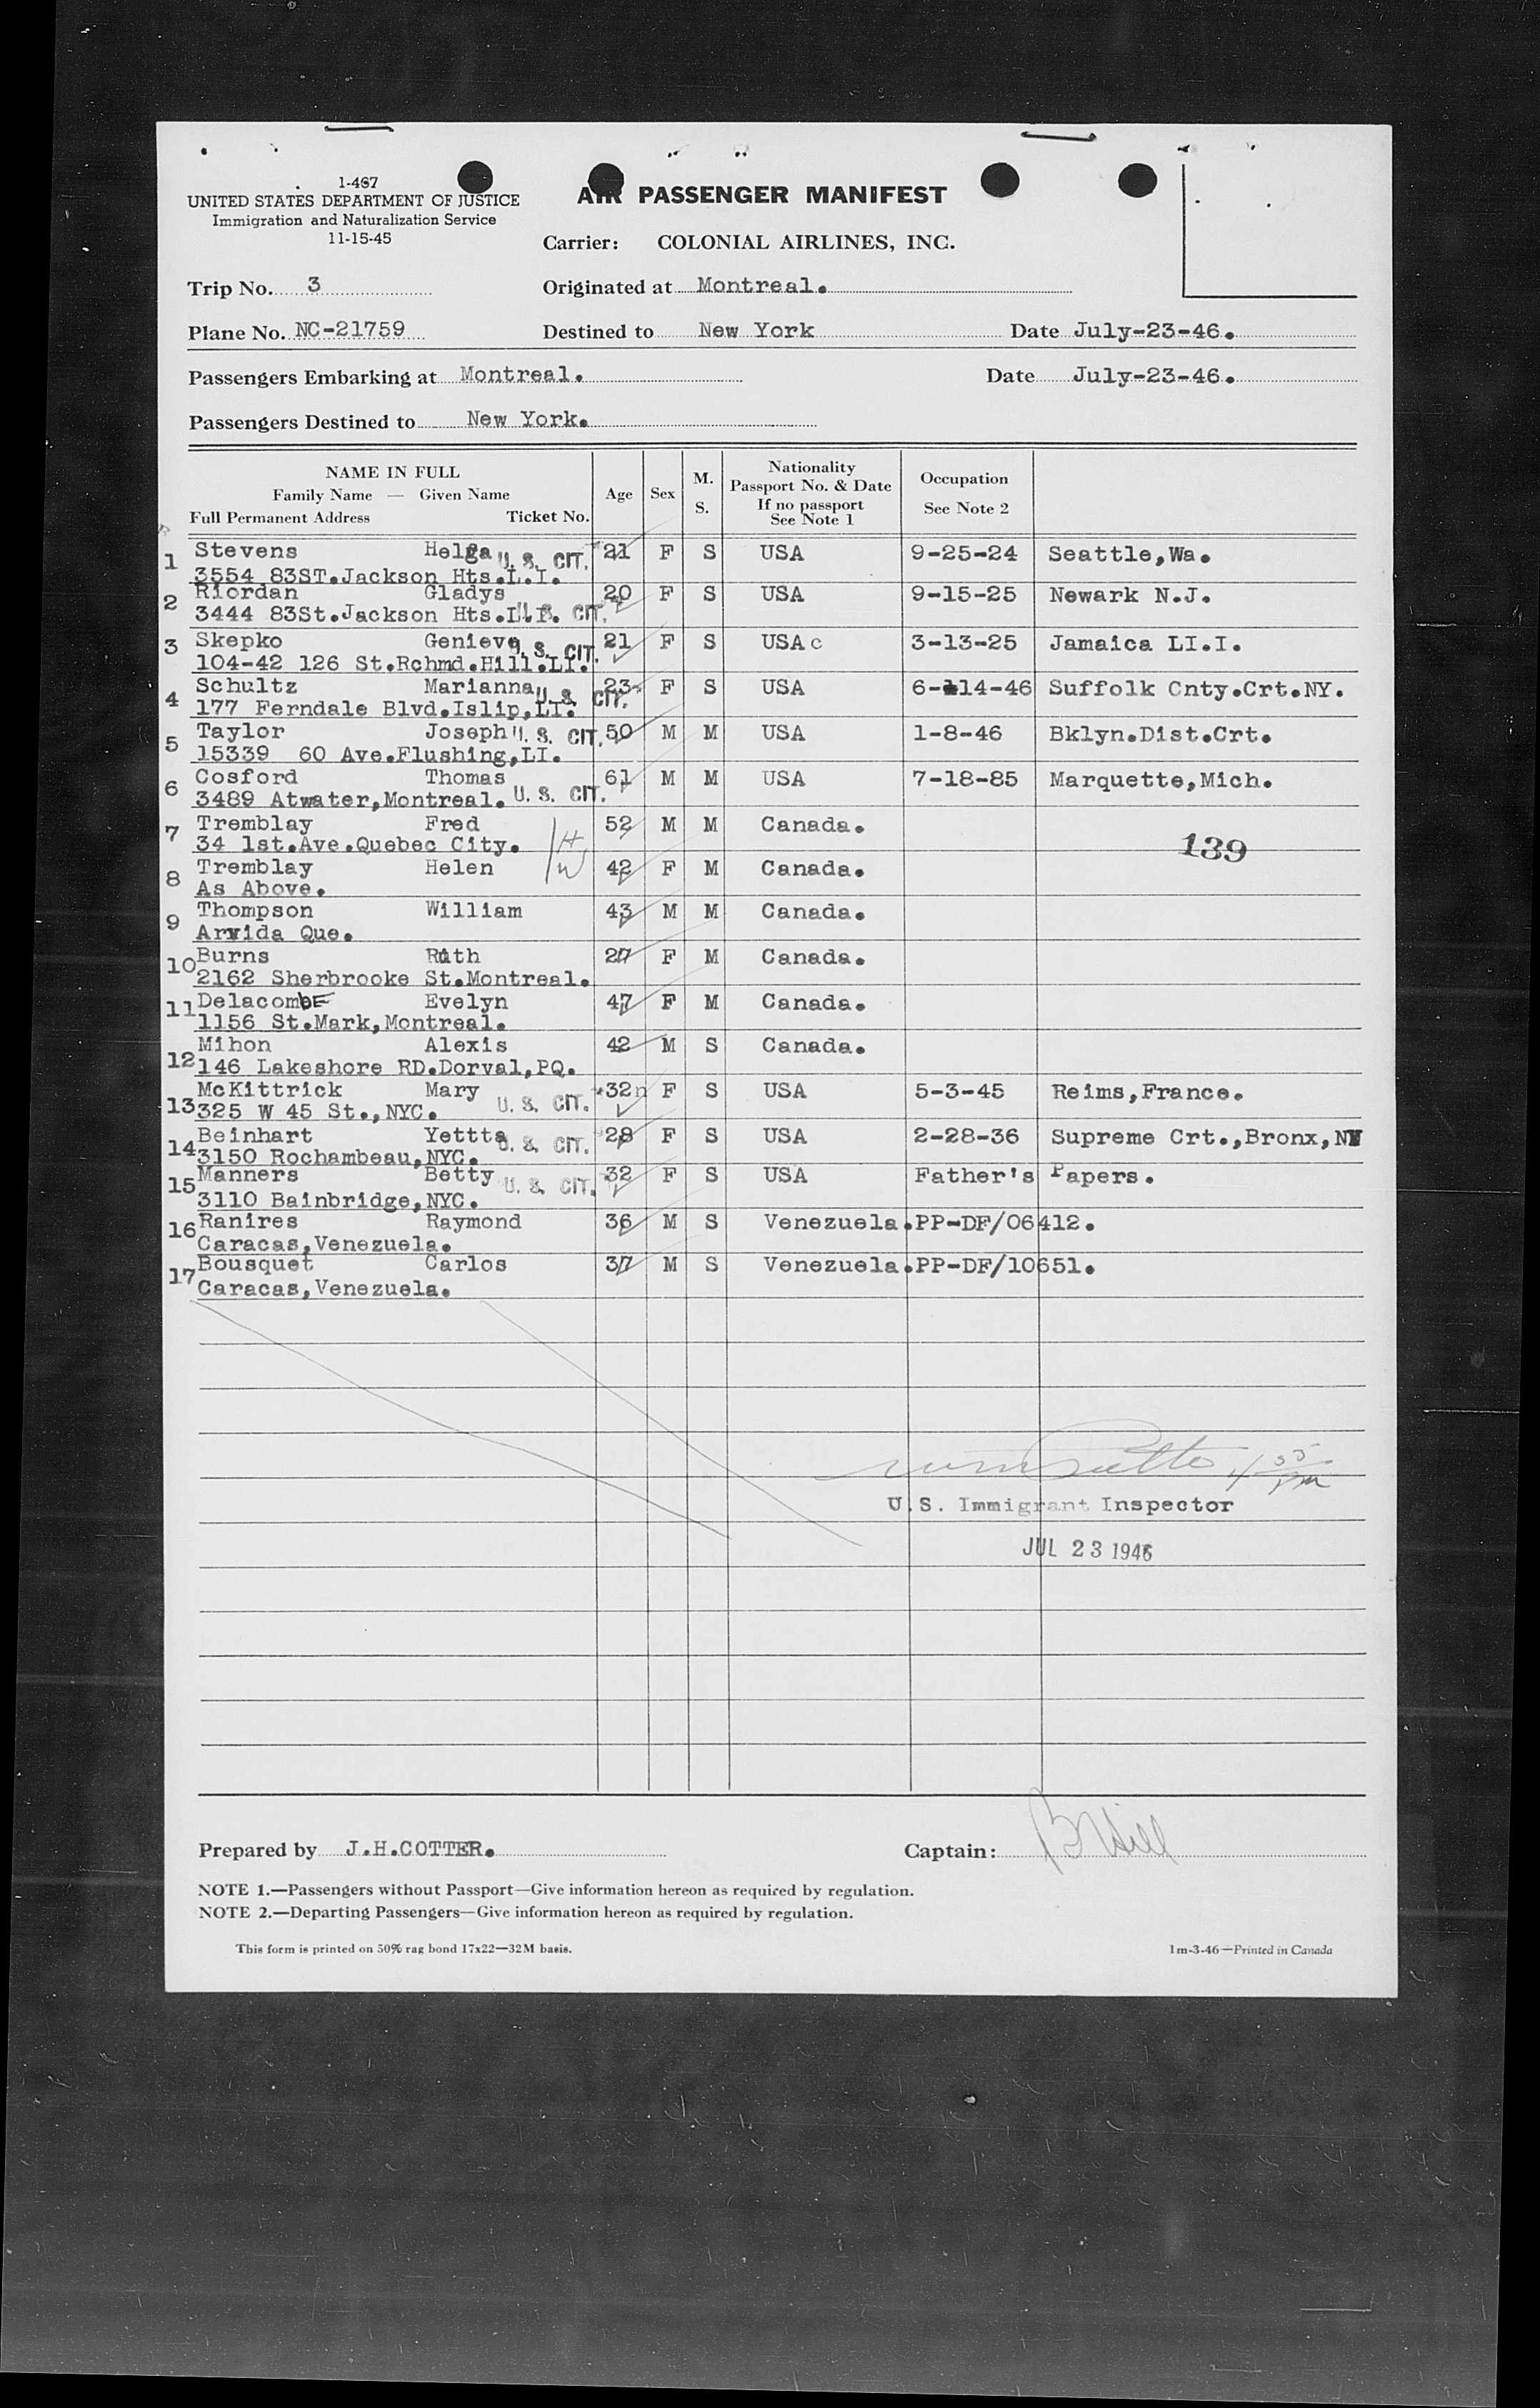 1-487
UNITED STATES DEPARTMENT OF JUSTICE
Immigration and Naturalization Service
11-15-45
AIR PASSENGER MANIFEST
Carrier: COLONIAL AIRLINES, INC.
Trip No. 3 Originated at Montreal.
Plane No. NC-21759 Destined to New York Date July-23-46.
Passengers Embarking at Montreal. Date July-23-46.
Passengers Destined to New York.
NAME IN FULL
Family Name — Given Name
Full Permanent Address Ticket No.
Age Sex M. S.
Nationality
Passport No. & Date
If no passport
See Note 1
Occupation
See Note 2
1 Stevens Helga U. S. CIT. 21 F S USA 9-25-24 Seattle,Wa.
3554 83ST.Jackson Hts.L.I.
2 Riordan Gladys 20 F S USA 9-15-25 Newark N.J.
3444 83St.Jackson Hts.L.I. U. S. CIT.
3 Skepko Genieve U. S. CIT. 21 F S USA c 3-13-25 Jamaica LI.I.
104-42 126 St.Rchmd.Hill.LI.
4 Schultz Marianna U. S. CIT. 23 F S USA 6-14-46 Suffolk Cnty.Crt.NY.
177 Ferndale Blvd.Islip,LI.
5 Taylor Joseph U. S. CIT. 50 M M USA 1-8-46 Bklyn.Dist.Crt.
15339 60 Ave.Flushing,LI.
6 Cosford Thomas 61 M M USA 7-18-85 Marquette,Mich.
3489 Atwater,Montreal. U. S. CIT.
7 Tremblay Fred H 52 M M Canada.
34 1st.Ave.Quebec City.
139
8 Tremblay Helen W 42 F M Canada.
As Above.
9 Thompson William 43 M M Canada.
Arvida Que.
10 Burns Ruth 27 F M Canada.
2162 Sherbrooke St.Montreal.
11 DelacombE Evelyn 47 F M Canada.
1156 St.Mark,Montreal.
12 Mihon Alexis 42 M S Canada.
146 Lakeshore RD.Dorval,PQ.
13 McKittrick Mary 32 F S USA 5-3-45 Reims,France.
325 W 45 St.,NYC. U. S. CIT.
14 Beinhart Yettta U. S. CIT. 28 F S USA 2-28-36 Supreme Crt.,Bronx,NY
3150 Rochambeau,NYC.
15 Manners Betty U. S. CIT. 32 F S USA Father's Papers.
3110 Bainbridge,NYC.
16 Ranires Raymond 36 M S Venezuela.PP-DF/06412.
Caracas,Venezuela.
17 Bousquet Carlos 37 M S Venezuela.PP-DF/10651.
Caracas,Venezuela.
4 55 PM
U.S. Immigrant Inspector
JUL 23 1946
Prepared by J.H.COTTER. Captain: B Hill
NOTE 1.—Passengers without Passport—Give information hereon as required by regulation.
NOTE 2.—Departing Passengers—Give information hereon as required by regulation.
This form is printed on 50% rag bond 17x22—32M basis. 1m-3-46—Printed in Canada